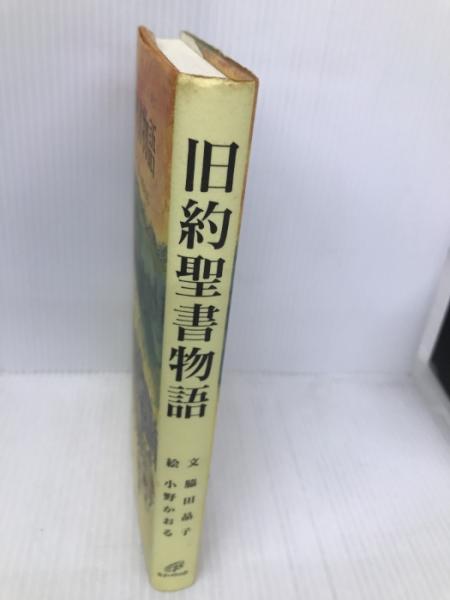 旧約聖書物語
文 脇田晶子
絵 小野かおる